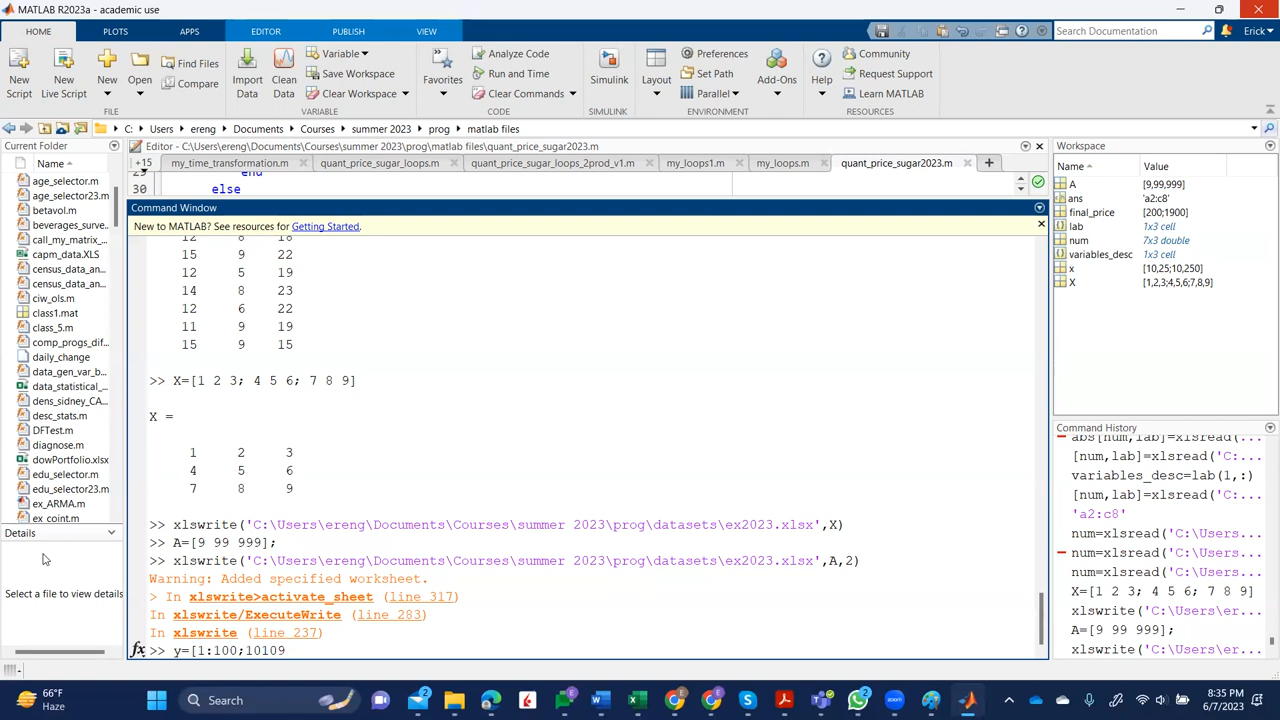 MATLAB R2023a - academic use
HOME PLOTS APPS EDITOR PUBLISH VIEW
Search Documentation Erick
New Script
New Live Script
New
Open
Find Files
Compare
FILE
Import Data
Clean Data
Variable
Save Workspace
Clear Workspace
VARIABLE
Favorites
Analyze Code
Run and Time
Clear Commands
CODE
Simulink
SIMULINK
Layout
Preferences
Set Path
Parallel
Add-Ons
ENVIRONMENT
Help
Community
Request Support
Learn MATLAB
RESOURCES
C: Users ereng Documents Courses summer 2023 prog matlab files
Current Folder
Name
age_selector.m
age_selector23.m
betavol.m
beverages_surve...
call_my_matrix_...
capm_data.XLS
census_data_an...
census_data_an...
ciw_ols.m
class1.mat
class_5.m
comp_progs_dif...
daily_change
data_gen_var_b...
data_statistical_...
dens_sidney_CA...
desc_stats.m
DFTest.m
diagnose.m
dowPortfolio.xlsx
edu_selector.m
edu_selector23.m
ex_ARMA.m
ex_coint.m
Details
Select a file to view details
Editor - C:\Users\ereng\Documents\Courses\summer 2023\prog\matlab files\quant_price_sugar2023.m
+15 my_time_transformation.m quant_price_sugar_loops.m quant_price_sugar_loops_2prod_v1.m my_loops1.m my_loops.m quant_price_sugar2023.m
end
30 else
Command Window
New to MATLAB? See resources for Getting Started.
12 8 18
15 9 22
12 5 19
14 8 23
12 6 22
11 9 19
15 9 15
>> X=[1 2 3; 4 5 6; 7 8 9]
X =
1 2 3
4 5 6
7 8 9
>> xlswrite('C:\Users\ereng\Documents\Courses\summer 2023\prog\datasets\ex2023.xlsx',X)
>> A=[9 99 999];
>> xlswrite('C:\Users\ereng\Documents\Courses\summer 2023\prog\datasets\ex2023.xlsx',A,2)
Warning: Added specified worksheet.
> In xlswrite>activate_sheet (line 317)
In xlswrite/ExecuteWrite (line 283)
In xlswrite (line 237)
fx >> y=[1:100;10109
Workspace
Name Value
A [9,99,999]
ans 'a2:c8'
final_price [200;1900]
lab 1x3 cell
num 7x3 double
variables_desc 1x3 cell
x [10,25;10,250]
X [1,2,3;4,5,6;7,8,9]
Command History
abs[num,lab]=xlsread(...
[num,lab]=xlsread('C:...
variables_desc=lab(1,:)
[num,lab]=xlsread('C:...
'a2:c8'
num=xlsread('C:\Users...
num=xlsread('C:\Users...
num=xlsread('C:\Users...
X=[1 2 3; 4 5 6; 7 8 9]
xlswrite('C:\Users\er...
A=[9 99 999];
xlswrite('C:\Users\er...
66°F
Haze
Search
2
2
8:35 PM
6/7/2023